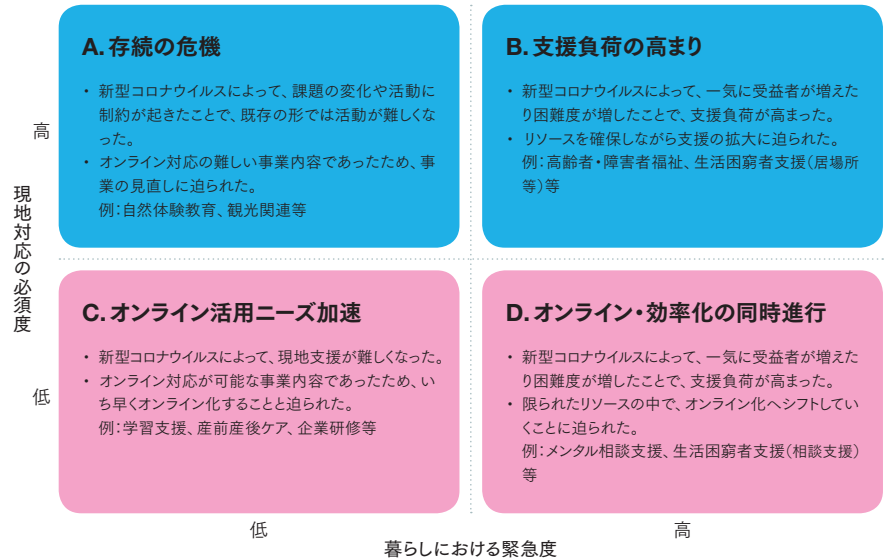 A. 存続の危機
・ 新型コロナウイルスによって、課題の変化や活動に
制約が起きたことで、既存の形では活動が難しくな
った。
・ オンライン対応の難しい事業内容であったため、事
業の見直しに迫られた。
例：自然体験教育、観光関連等
B. 支援負荷の高まり
・ 新型コロナウイルスによって、一気に受益者が増えた
り困難度が増したことで、支援負荷が高まった。
・ リソースを確保しながら支援の拡大に迫られた。
例：高齢者・障害者福祉、生活困窮者支援（居場所
等）等
高
現地対応の必須度
C. オンライン活用ニーズ加速
・ 新型コロナウイルスによって、現地支援が難しくなった。
・ オンライン対応が可能な事業内容であったため、い
ち早くオンライン化することと迫られた。
例：学習支援、産前産後ケア、企業研修等
D. オンライン・効率化の同時進行
・ 新型コロナウイルスによって、一気に受益者が増えた
り困難度が増したことで、支援負荷が高まった。
・ 限られたリソースの中で、オンライン化へシフトしてい
くことに迫られた。
例：メンタル相談支援、生活困窮者支援（相談支援）
等
低
低
高
暮らしにおける緊急度